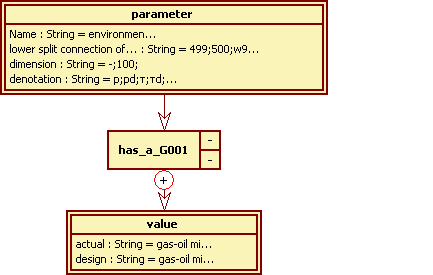 parameter
Name : String = environmen...
lower split connection of... : String = 499;500;w9...
dimension : String = -;100;
denotation : String = p;pd;т;тd;...
has_a_G001
-
-
+
value
actual : String = gas-oil mi...
design : String = gas-oil mi...